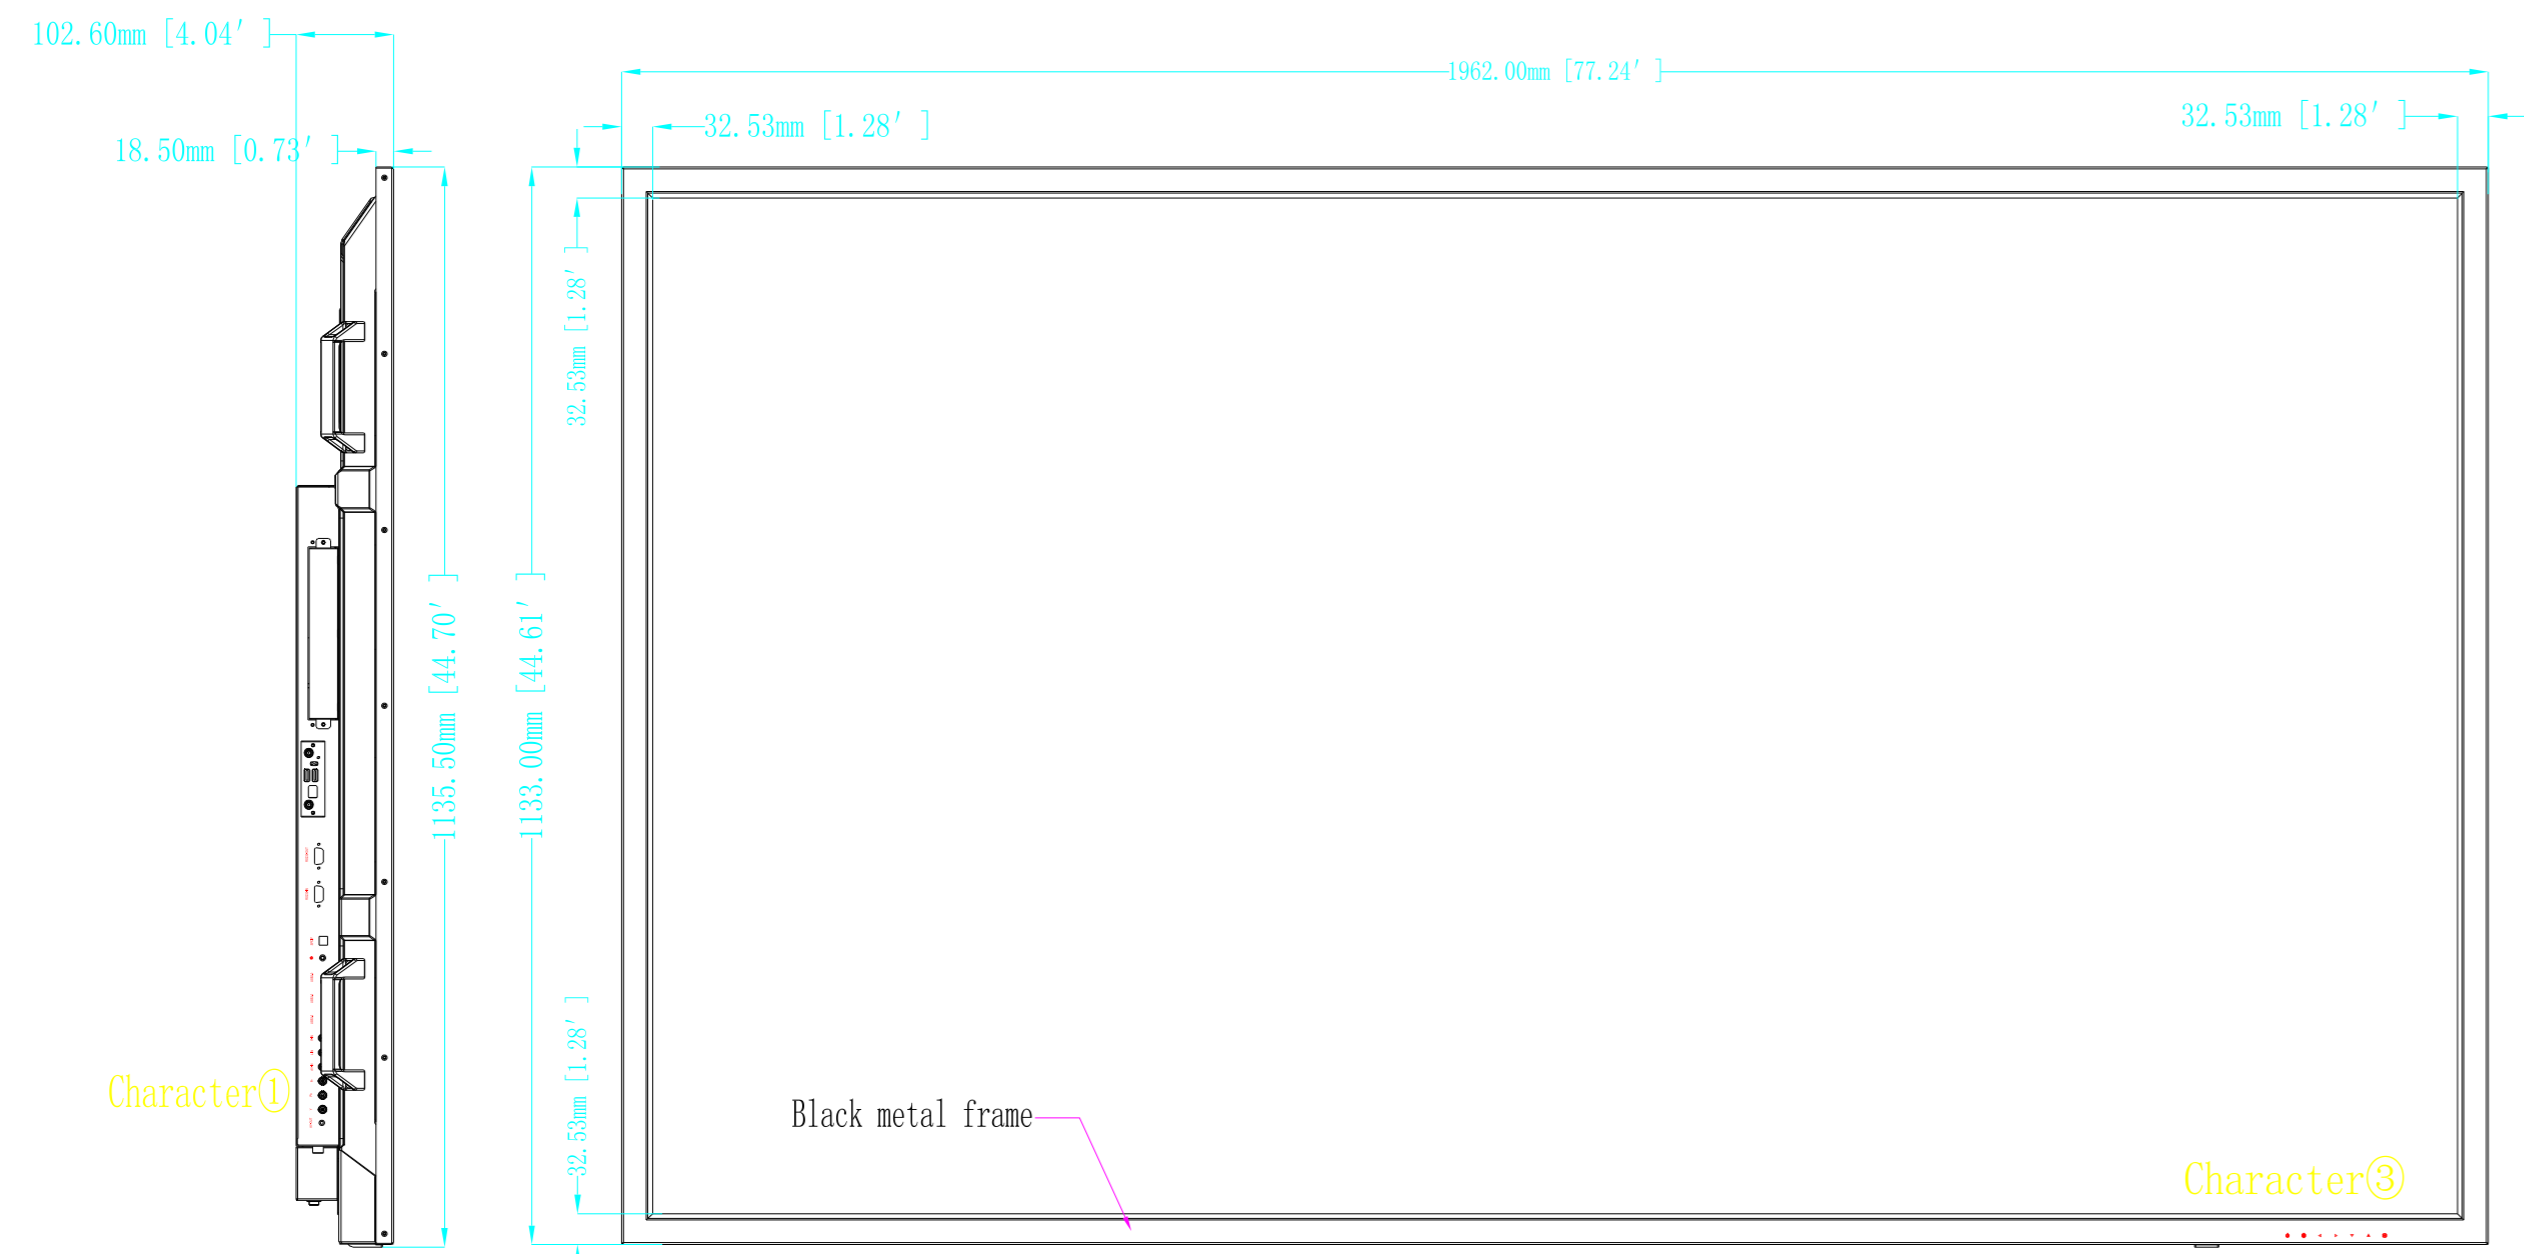 102.60mm [4.04′ ]
1962.00mm [77.24′ ]
32.53mm [1.28′ ]
32.53mm [1.28′ ]
18.50mm [0.73′ ]
32.53mm [1.28′ ]
1135.50mm [44.70′ ]
1133.00mm [44.61′ ]
32.53mm [1.28′ ]
Character①
Black metal frame
Character③